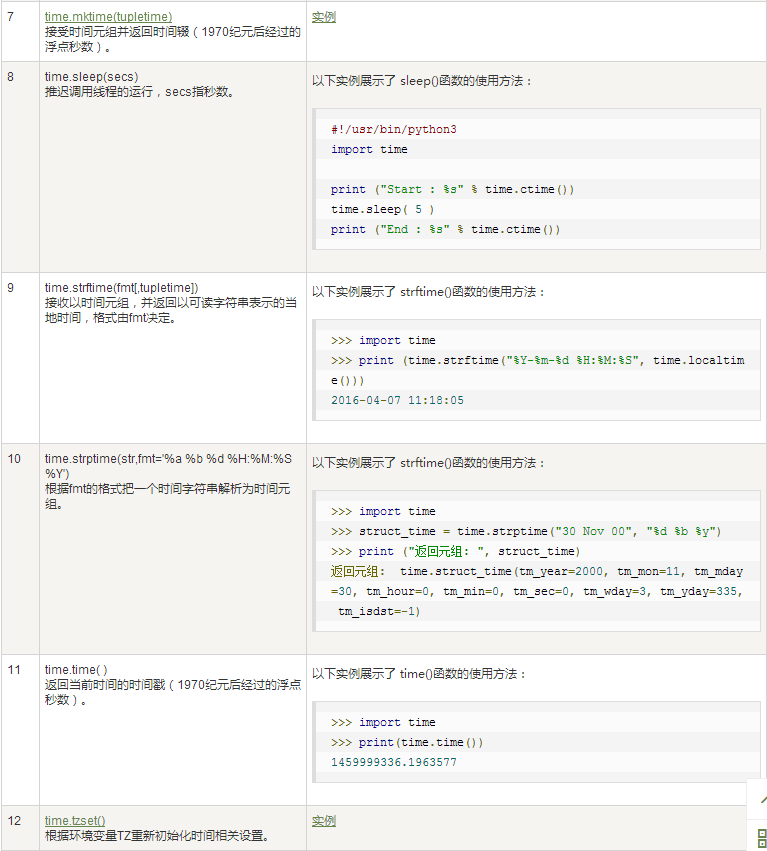 7
time.mktime(tupletime)
接受时间元组并返回时间辍（1970纪元后经过的
浮点秒数）。
实例
8
time.sleep(secs)
推迟调用线程的运行，secs指秒数。
以下实例展示了 sleep()函数的使用方法：
#!/usr/bin/python3
import time
print ("Start : %s" % time.ctime())
time.sleep( 5 )
print ("End : %s" % time.ctime())
9
time.strftime(fmt[,tupletime])
接收以时间元组，并返回以可读字符串表示的当
地时间，格式由fmt决定。
以下实例展示了 strftime()函数的使用方法：
>>> import time
>>> print (time.strftime("%Y-%m-%d %H:%M:%S", time.localtim
e()))
2016-04-07 11:18:05
10
time.strptime(str,fmt='%a %b %d %H:%M:%S
%Y')
根据fmt的格式把一个时间字符串解析为时间元
组。
以下实例展示了 strftime()函数的使用方法：
>>> import time
>>> struct_time = time.strptime("30 Nov 00", "%d %b %y")
>>> print ("返回元组: ", struct_time)
返回元组:  time.struct_time(tm_year=2000, tm_mon=11, tm_mday
=30, tm_hour=0, tm_min=0, tm_sec=0, tm_wday=3, tm_yday=335,
tm_isdst=-1)
11
time.time( )
返回当前时间的时间戳（1970纪元后经过的浮点
秒数）。
以下实例展示了 time()函数的使用方法：
>>> import time
>>> print(time.time())
1459999336.1963577
12
time.tzset()
根据环境变量TZ重新初始化时间相关设置。
实例